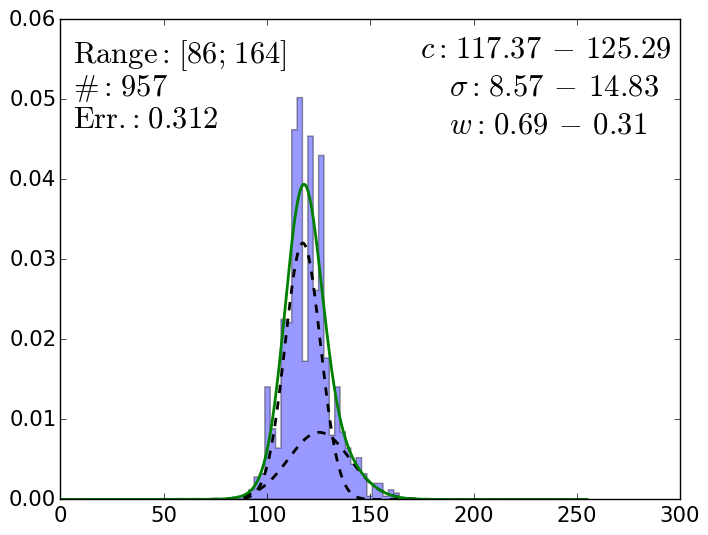 0.06
Range: [86; 164]
c: 117.37 − 125.29
#: 957
σ: 8.57 − 14.83
Err.: 0.312
w: 0.69 − 0.31
0.05
0.04
0.03
0.02
0.01
0.00
0 50 100 150 200 250 300